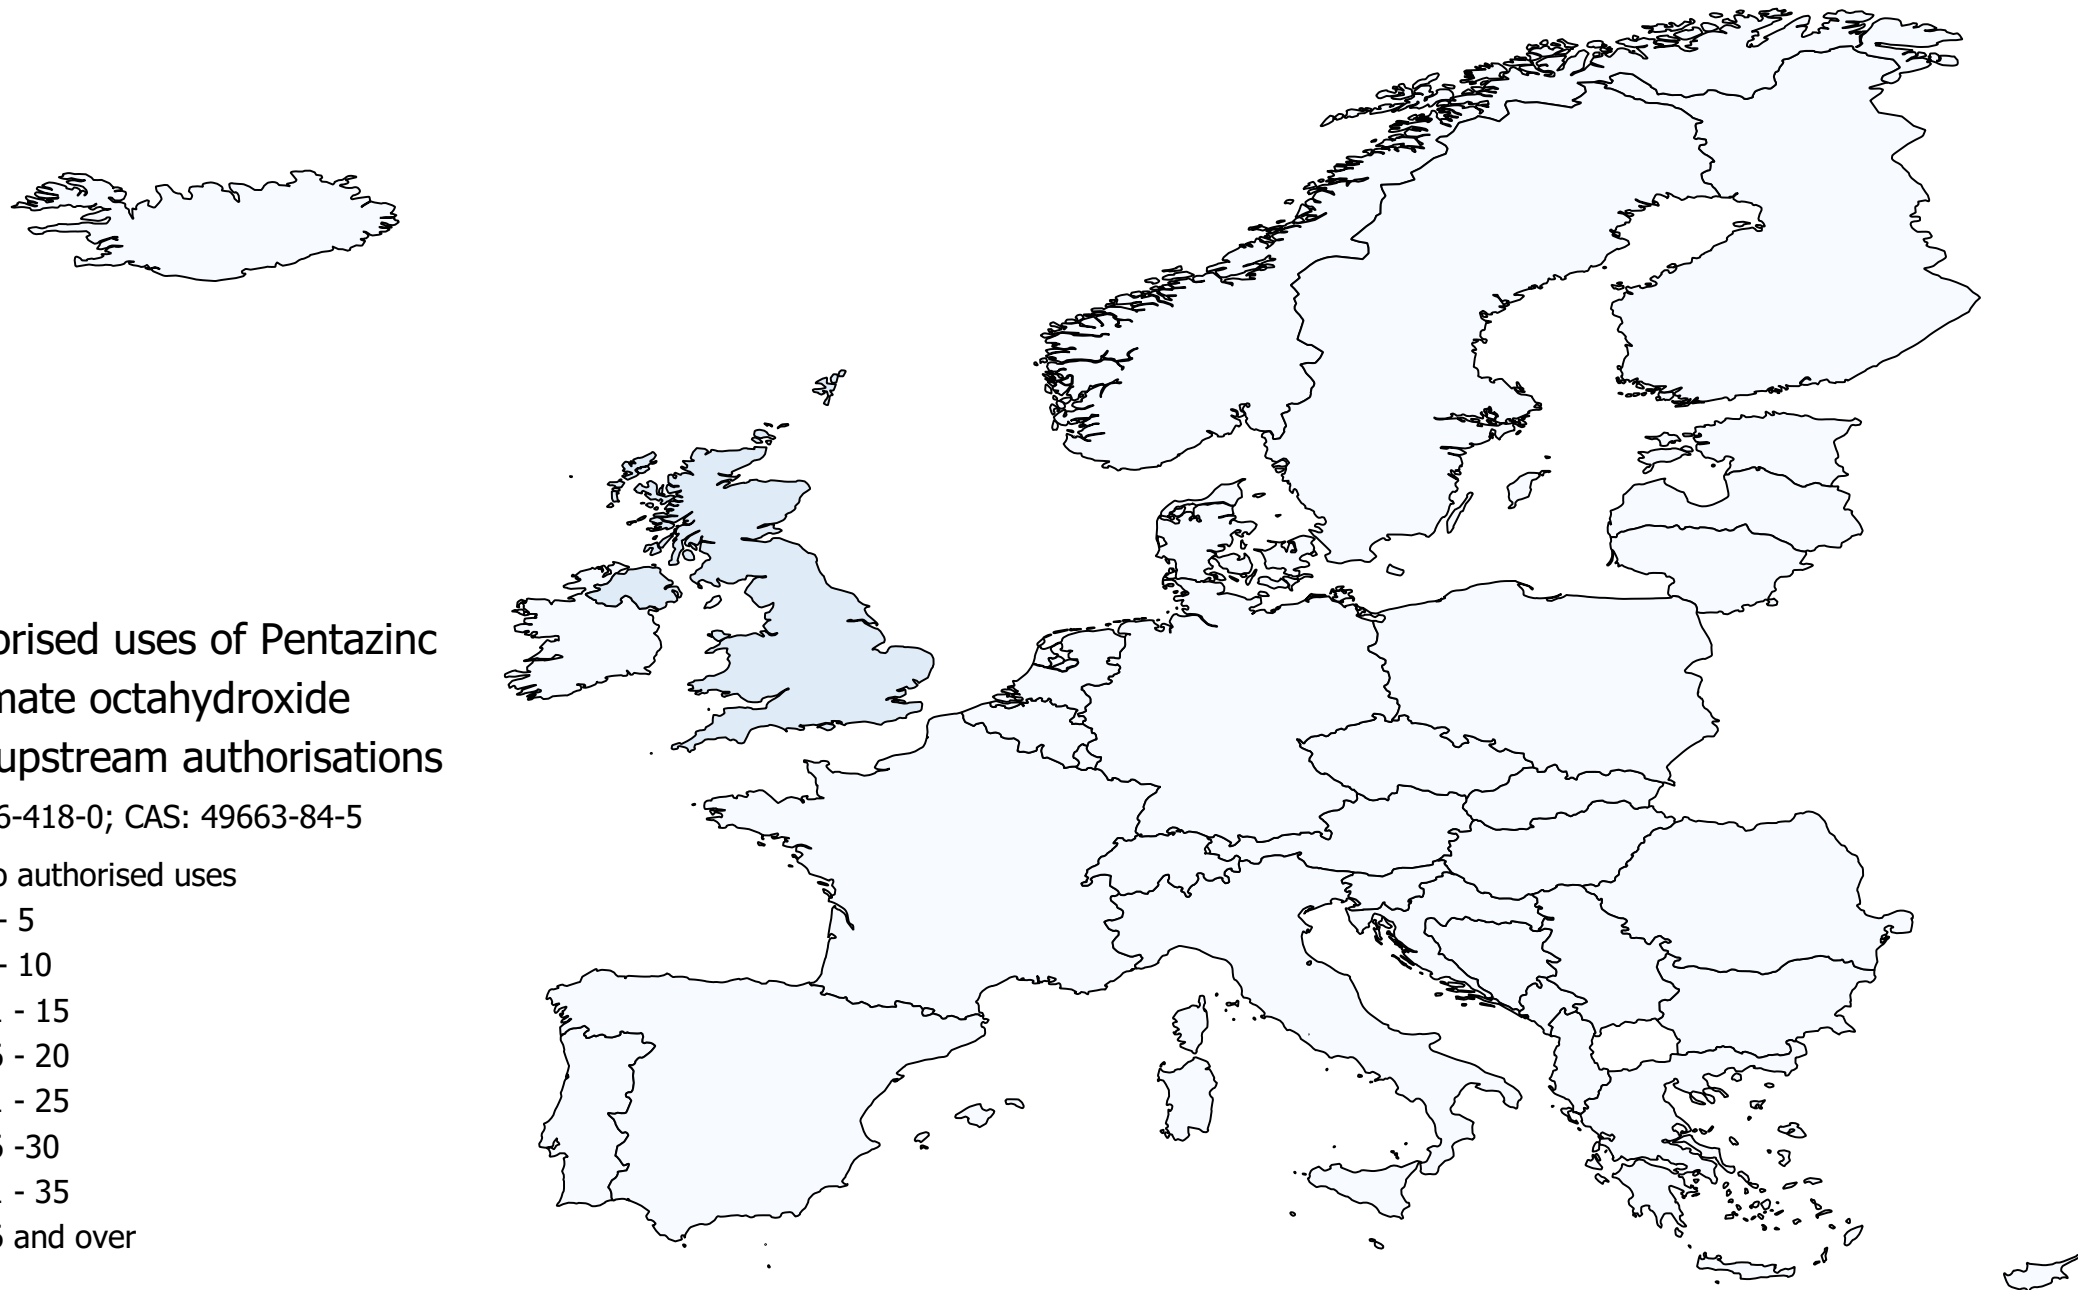 orised uses of Pentazinc
mate octahydroxide
upstream authorisations
6-418-0; CAS: 49663-84-5
o authorised uses
- 5
- 10
- 15
- 20
- 25
-30
- 35
and over